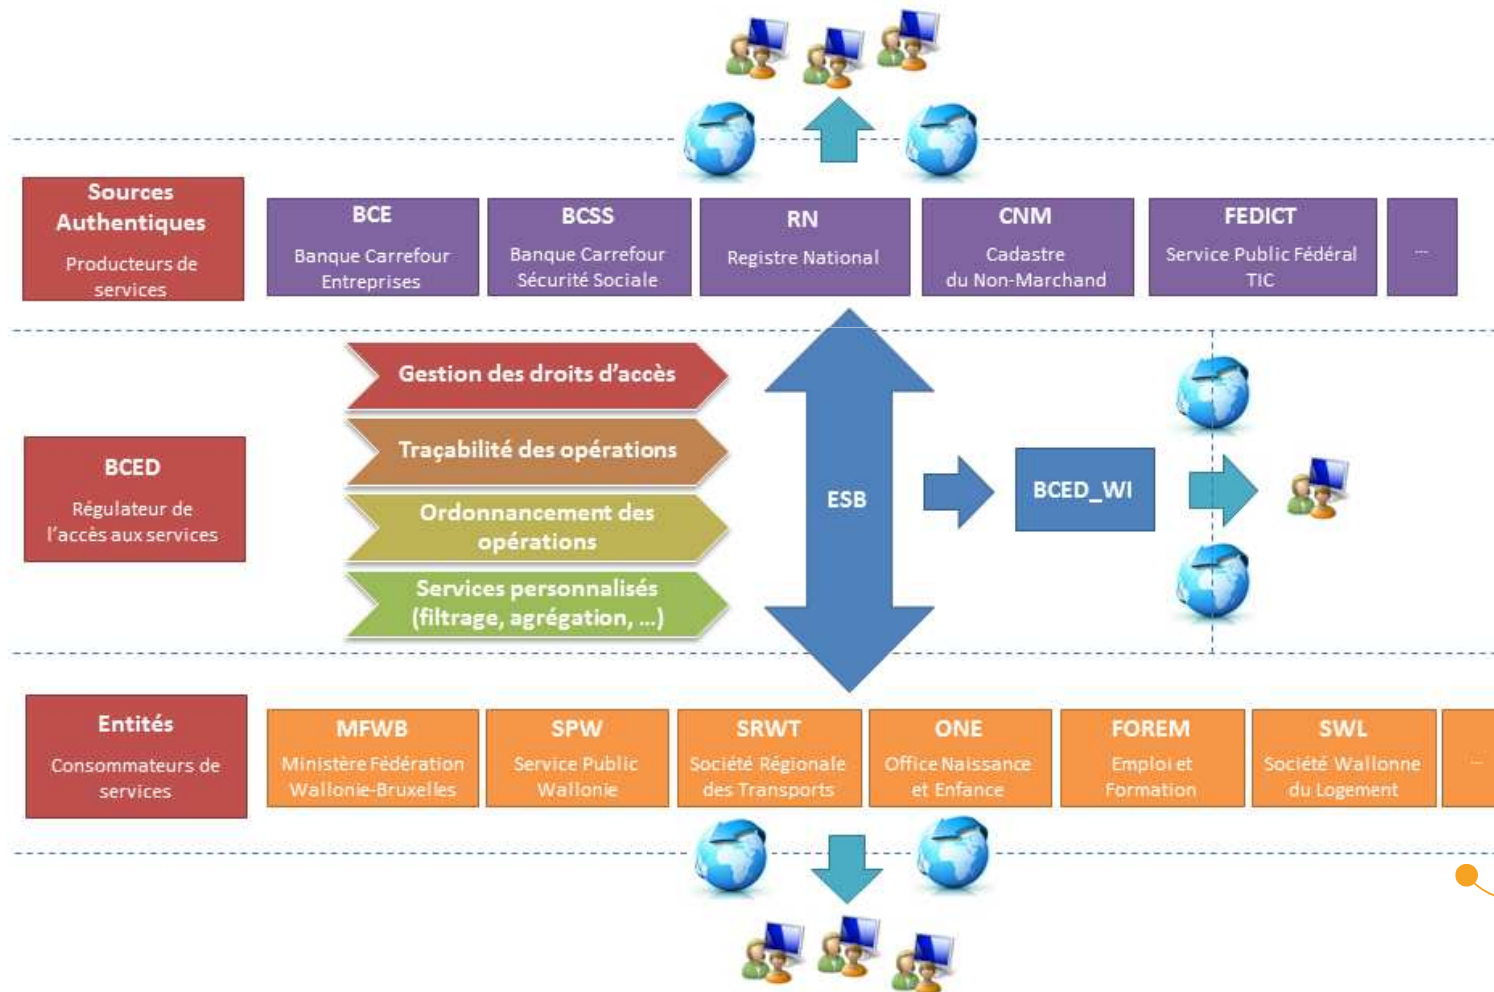 Sources
Authentiques
Producteurs de
services
BCE
Banque Carrefour
Entreprises
BCSS
Banque Carrefour
Sécurité Sociale
RN
Registre National
CNM
Cadastre
du Non-Marchand
FEDICT
Service Public Fédéral
TIC
...
BCED
Régulateur de
l'accès aux services
Gestion des droits d'accès
Traçabilité des opérations
Ordonnancement des
opérations
Services personnalisés
(filtrage, agrégation, ...)
ESB
BCED_WI
Entités
Consommateurs de
services
MFWB
Ministère Fédération
Wallonie-Bruxelles
SPW
Service Public
Wallonie
SRWT
Société Régionale
des Transports
ONE
Office Naissance
et Enfance
FOREM
Emploi et
Formation
SWL
Société Wallonne
du Logement
...